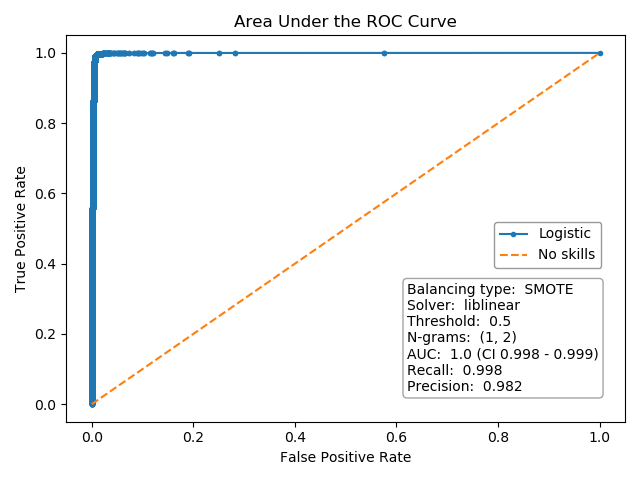 Area Under the ROC Curve
True Positive Rate
1.0
0.8
0.6
0.4
0.2
0.0
Logistic
No skills
Balancing type:  SMOTE
Solver:  liblinear
Threshold:  0.5
N-grams:  (1, 2)
AUC:  1.0 (CI 0.998 - 0.999)
Recall:  0.998
Precision:  0.982
0.0 0.2 0.4 0.6 0.8 1.0
False Positive Rate